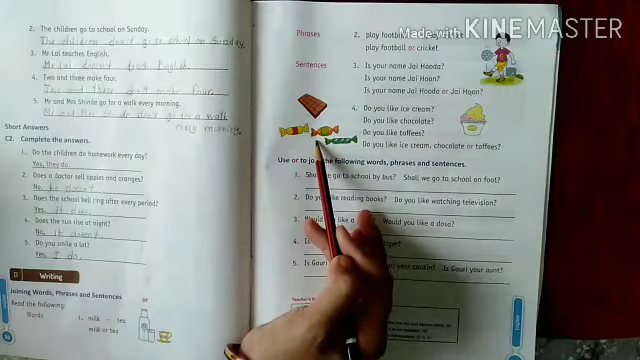 2. The children go to school on Sunday.
The children don't go to school on Sunday.
3. Mr Lal teaches English.
Mr Lal doesn't teach English.
4. Two and three make four.
Two and three don't make four.
5. Mr and Mrs Shinde go for a walk every morning.
Mr and Mrs Shinde don't go for a walk
every morning.
Short Answers
C2. Complete the answers.
1. Do the children do homework every day?
Yes, they do.
2. Does a doctor sell apples and oranges?
No, he doesn't.
3. Does the school bell ring after every period?
Yes, it does.
4. Does the sun rise at night?
No, it doesn't.
5. Do you smile a lot?
Yes, I do.
D Writing
Joining Words, Phrases and Sentences
Read the following:
or
Words 1. milk - tea
milk or tea
56
Made with KINEMASTER
Phrases 2. play football
play football or cricket
Sentences 3. Is your name Jai Hooda?
Is your name Jai Haan?
Is your name Jai Hooda or Jai Haan?
4. Do you like ice cream?
Do you like chocolate?
Do you like toffees?
Do you like ice cream, chocolate or toffees?
Use or to join the following words, phrases and sentences.
1. Shall we go to school by bus? Shall we go to school on foot?
2. Do you like reading books? Do you like watching television?
3. Would you like a Would you like a dosa?
4. Is
5. Is Gauri your cousin? Is Gauri your aunt?
Teacher's
English